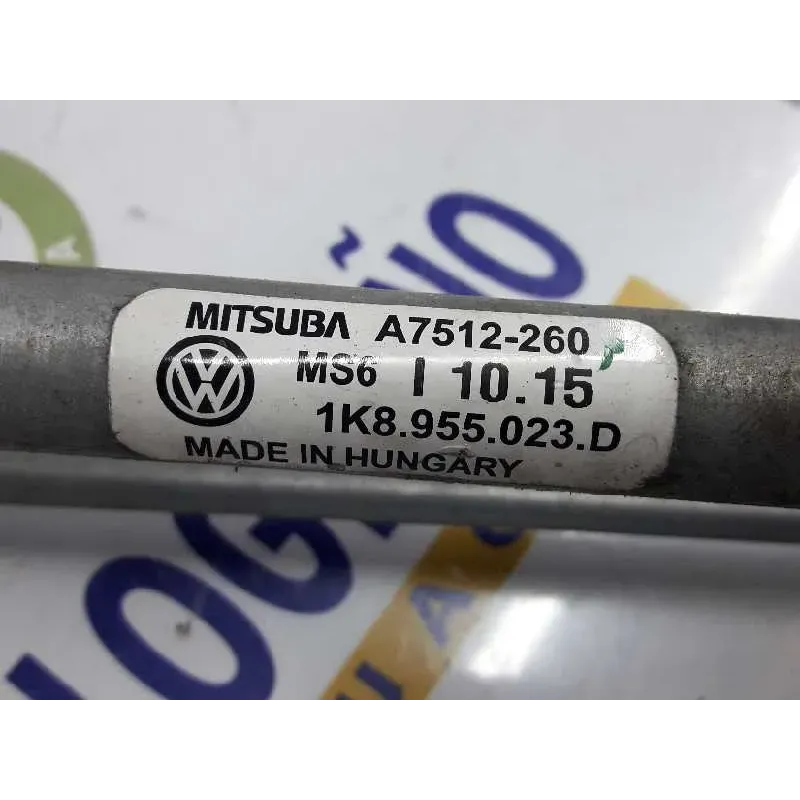 MITSUBA A7512-260
MS6 I 10.15
1K8.955.023.D
MADE IN HUNGARY